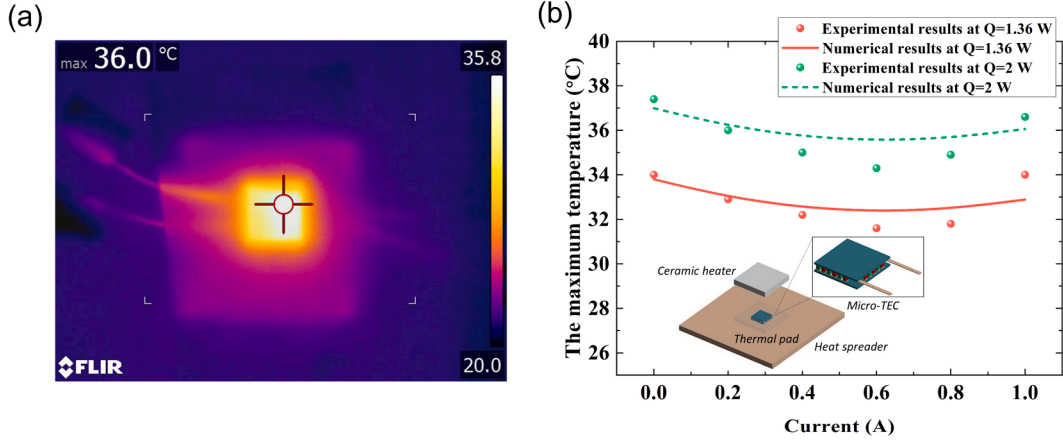 (a)
max 36.0 °C
35.8
20.0
FLIR
(b)
The maximum temperature (°C)
40
38
36
34
32
30
28
26
Experimental results at Q=1.36 W
Numerical results at Q=1.36 W
Experimental results at Q=2 W
Numerical results at Q=2 W
Ceramic heater
Micro-TEC
Thermal pad
Heat spreader
0.0 0.2 0.4 0.6 0.8 1.0
Current (A)